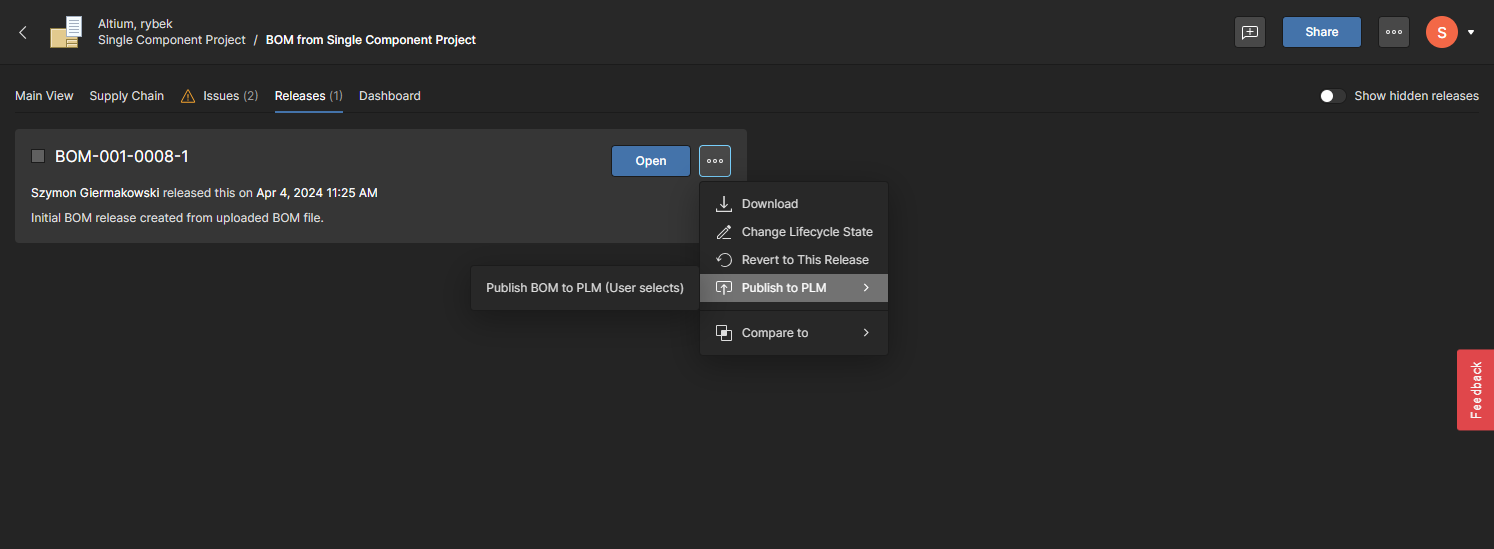 Altium, rybek
Single Component Project / BOM from Single Component Project
Share
S
Main View Supply Chain Issues (2) Releases (1) Dashboard
Show hidden releases
BOM-001-0008-1
Open
Szymon Giermakowski released this on Apr 4, 2024 11:25 AM
Initial BOM release created from uploaded BOM file.
Download
Change Lifecycle State
Revert to This Release
Publish to PLM
Publish BOM to PLM (User selects)
Compare to
Feedback